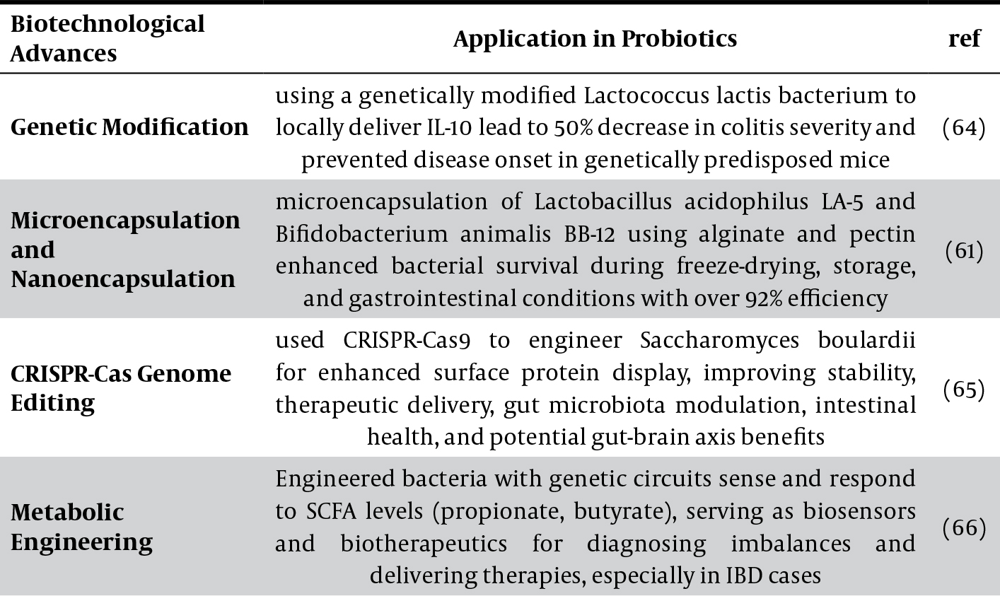 Biotechnological
Advances
Application in Probiotics
ref
Genetic Modification
using a genetically modified Lactococcus lactis bacterium to
locally deliver IL-10 lead to 50% decrease in colitis severity and
prevented disease onset in genetically predisposed mice
(64)
Microencapsulation
and
Nanoencapsulation
microencapsulation of Lactobacillus acidophilus LA-5 and
Bifidobacterium animalis BB-12 using alginate and pectin
enhanced bacterial survival during freeze-drying, storage,
and gastrointestinal conditions with over 92% efficiency
(61)
CRISPR-Cas Genome
Editing
used CRISPR-Cas9 to engineer Saccharomyces boulardii
for enhanced surface protein display, improving stability,
therapeutic delivery, gut microbiota modulation, intestinal
health, and potential gut-brain axis benefits
(65)
Metabolic
Engineering
Engineered bacteria with genetic circuits sense and respond
to SCFA levels (propionate, butyrate), serving as biosensors
and biotherapeutics for diagnosing imbalances and
delivering therapies, especially in IBD cases
(66)